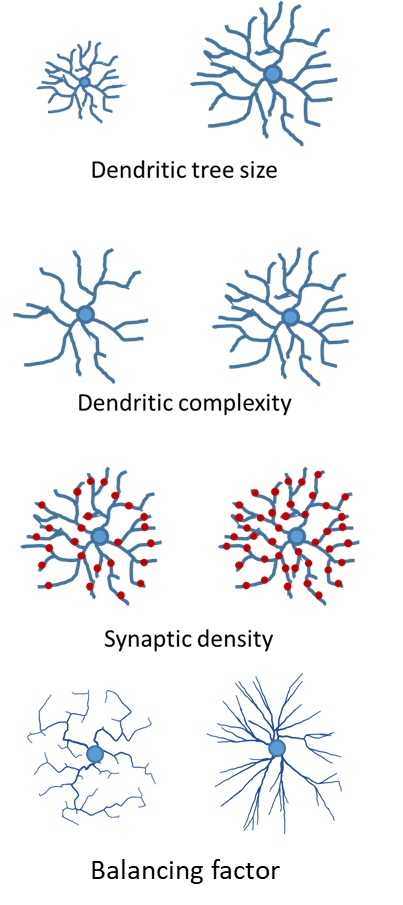 Dendritic tree size
Dendritic complexity
Synaptic density
Balancing factor